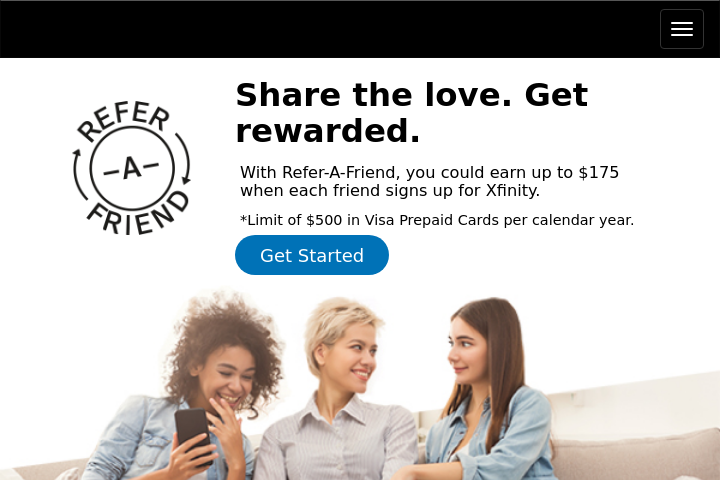 REFER
-A-
FRIEND
Share the love. Get
rewarded.
With Refer-A-Friend, you could earn up to $175
when each friend signs up for Xfinity.
*Limit of $500 in Visa Prepaid Cards per calendar year.
Get Started